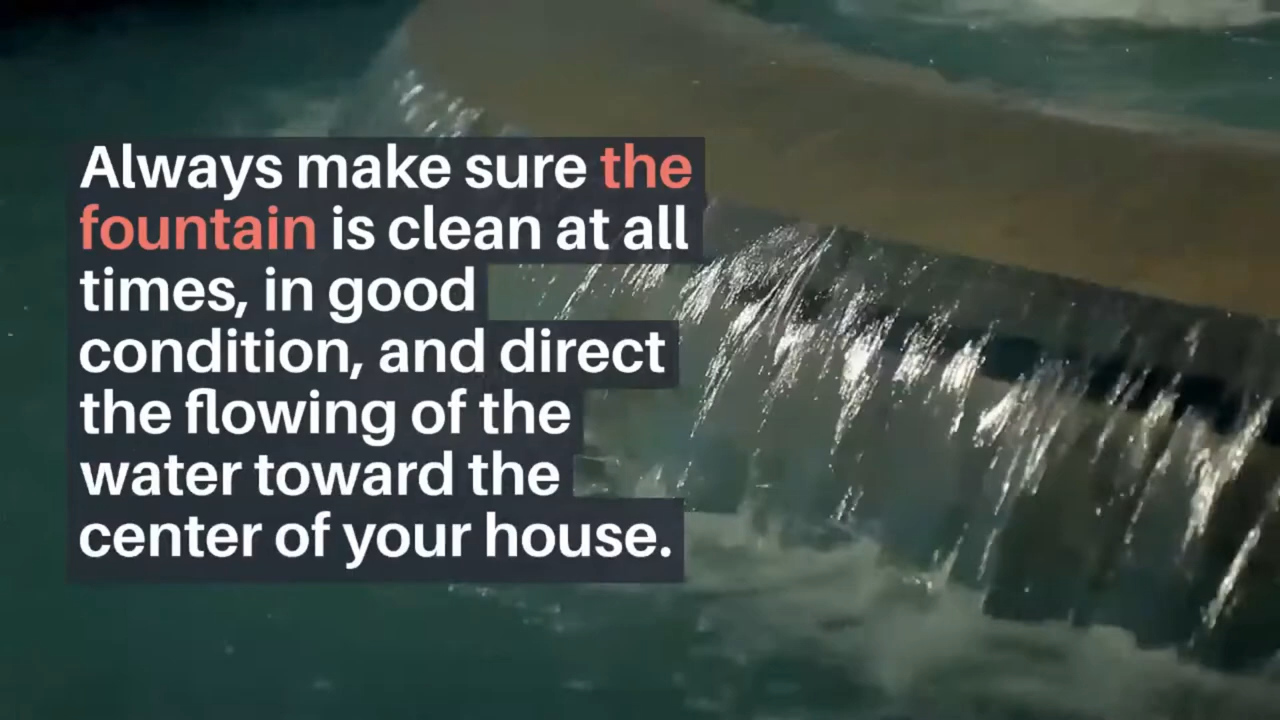 Always make sure the
fountain is clean at all
times, in good
condition, and direct
the flowing of the
water toward the
center of your house.